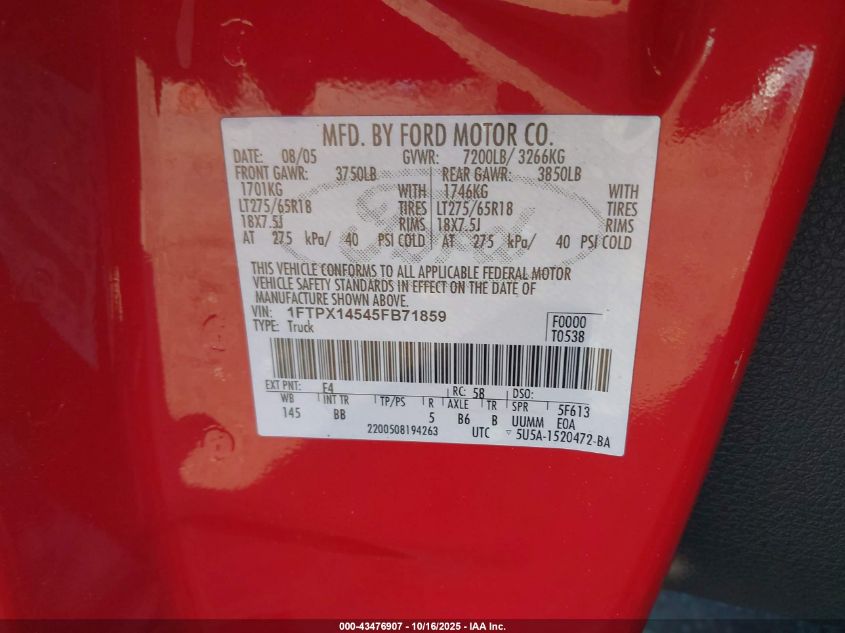 MFD. BY FORD MOTOR CO.
DATE: 08/05 GVWR: 7200LB/ 3266KG
FRONT GAWR: 3750LB REAR GAWR: 3850LB
1701KG WITH 1746KG WITH
LT275/65R18 TIRES LT275/65R18 TIRES
18X7.5J RIMS 18X7.5J RIMS
AT 275 kPa/ 40 PSI COLD AT 275 kPa/ 40 PSI COLD
Ford
THIS VEHICLE CONFORMS TO ALL APPLICABLE FEDERAL MOTOR
VEHICLE SAFETY STANDARDS IN EFFECT ON THE DATE OF
MANUFACTURE SHOWN ABOVE.
VIN: 1FTPX14545FB71859
TYPE: Truck
F0000
T0538
EXT PNT: E4 RC: 58 DSO:
WB INT TR TP/PS R AXLE TR SPR 5F613
145 BB 5 B6 B UUMM EOA
2200508194263 UTC ▽ 5U5A-1520472-BA
000-43476907 - 10/16/2025 - IAA Inc.